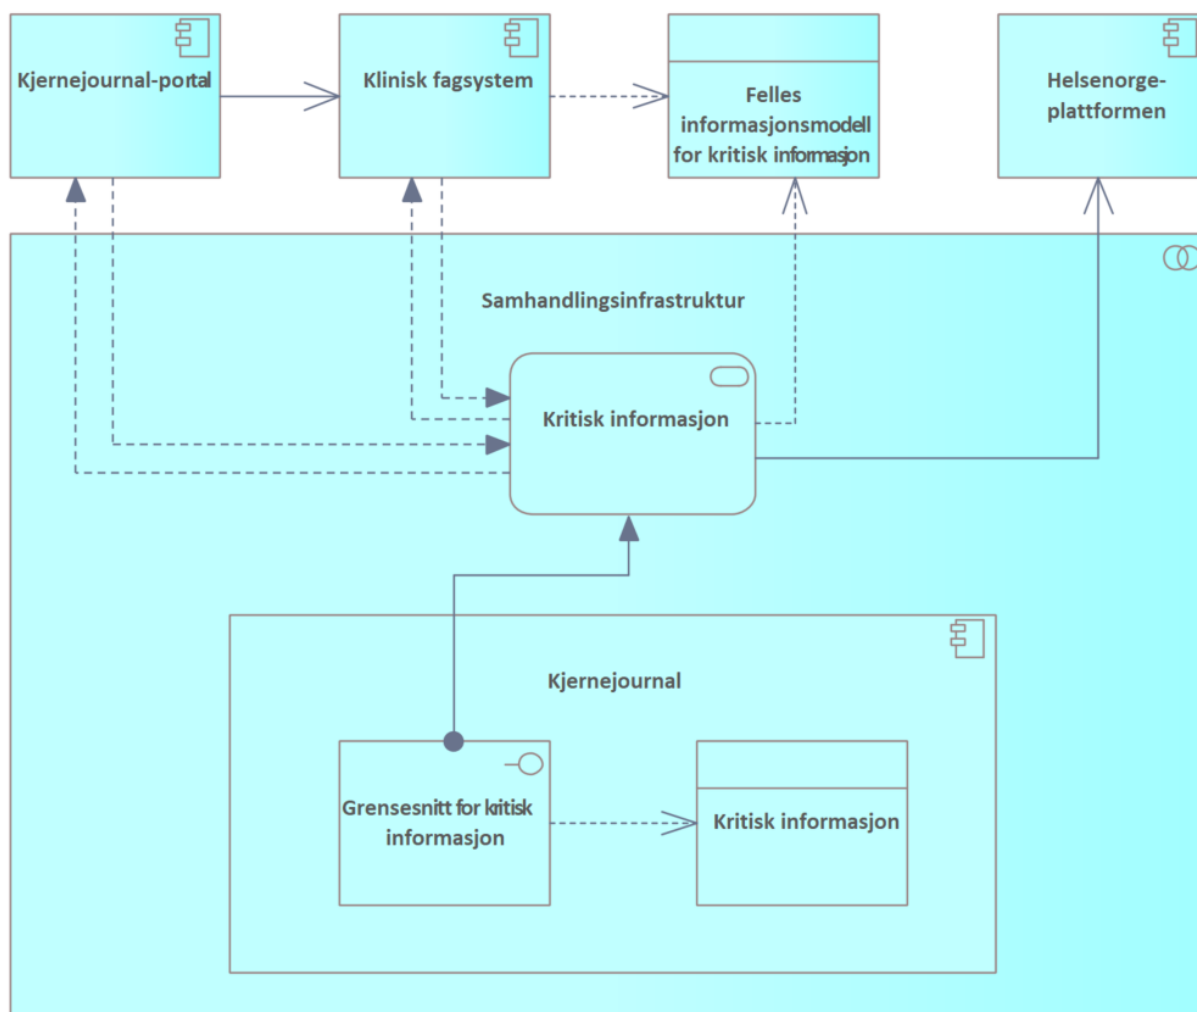 Kjernejournal-portal
Klinisk fagsystem
Felles
informasjonsmodell
for kritisk informasjon
Helsenorge-
plattformen
Samhandlingsinfrastruktur
Kritisk informasjon
Kjernejournal
Grensesnitt for kritisk
informasjon
Kritisk informasjon